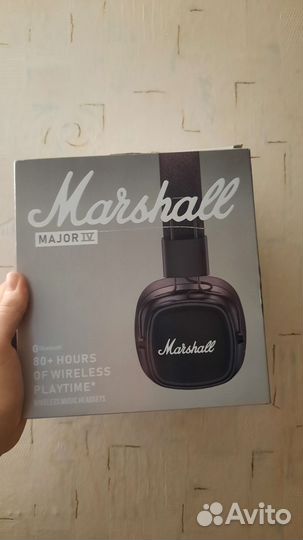 Marshall
MAJOR IV
Bluetooth
80+ HOURS
OF WIRELESS
PLAYTIME*
WIRELESS MUSIC HEADSETS
Marshall
Avito